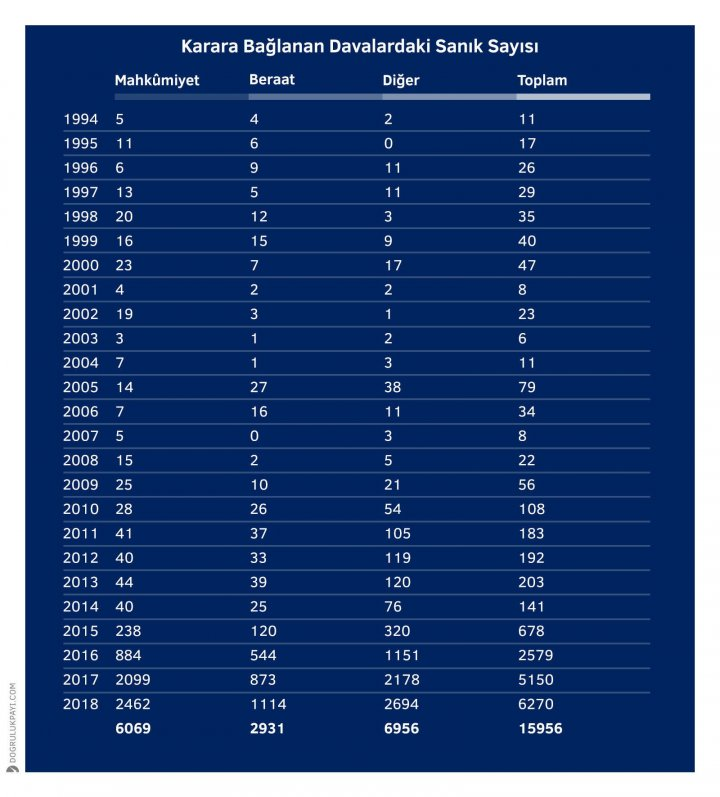 Karara Bağlanan Davalardaki Sanık Sayısı
Mahkûmiyet Beraat Diğer Toplam
1994 5 4 2 11
1995 11 6 0 17
1996 6 9 11 26
1997 13 5 11 29
1998 20 12 3 35
1999 16 15 9 40
2000 23 7 17 47
2001 4 2 2 8
2002 19 3 1 23
2003 3 1 2 6
2004 7 1 3 11
2005 14 27 38 79
2006 7 16 11 34
2007 5 0 3 8
2008 15 2 5 22
2009 25 10 21 56
2010 28 26 54 108
2011 41 37 105 183
2012 40 33 119 192
2013 44 39 120 203
2014 40 25 76 141
2015 238 120 320 678
2016 884 544 1151 2579
2017 2099 873 2178 5150
2018 2462 1114 2694 6270
6069 2931 6956 15956
DOGRULUKPAYI.COM